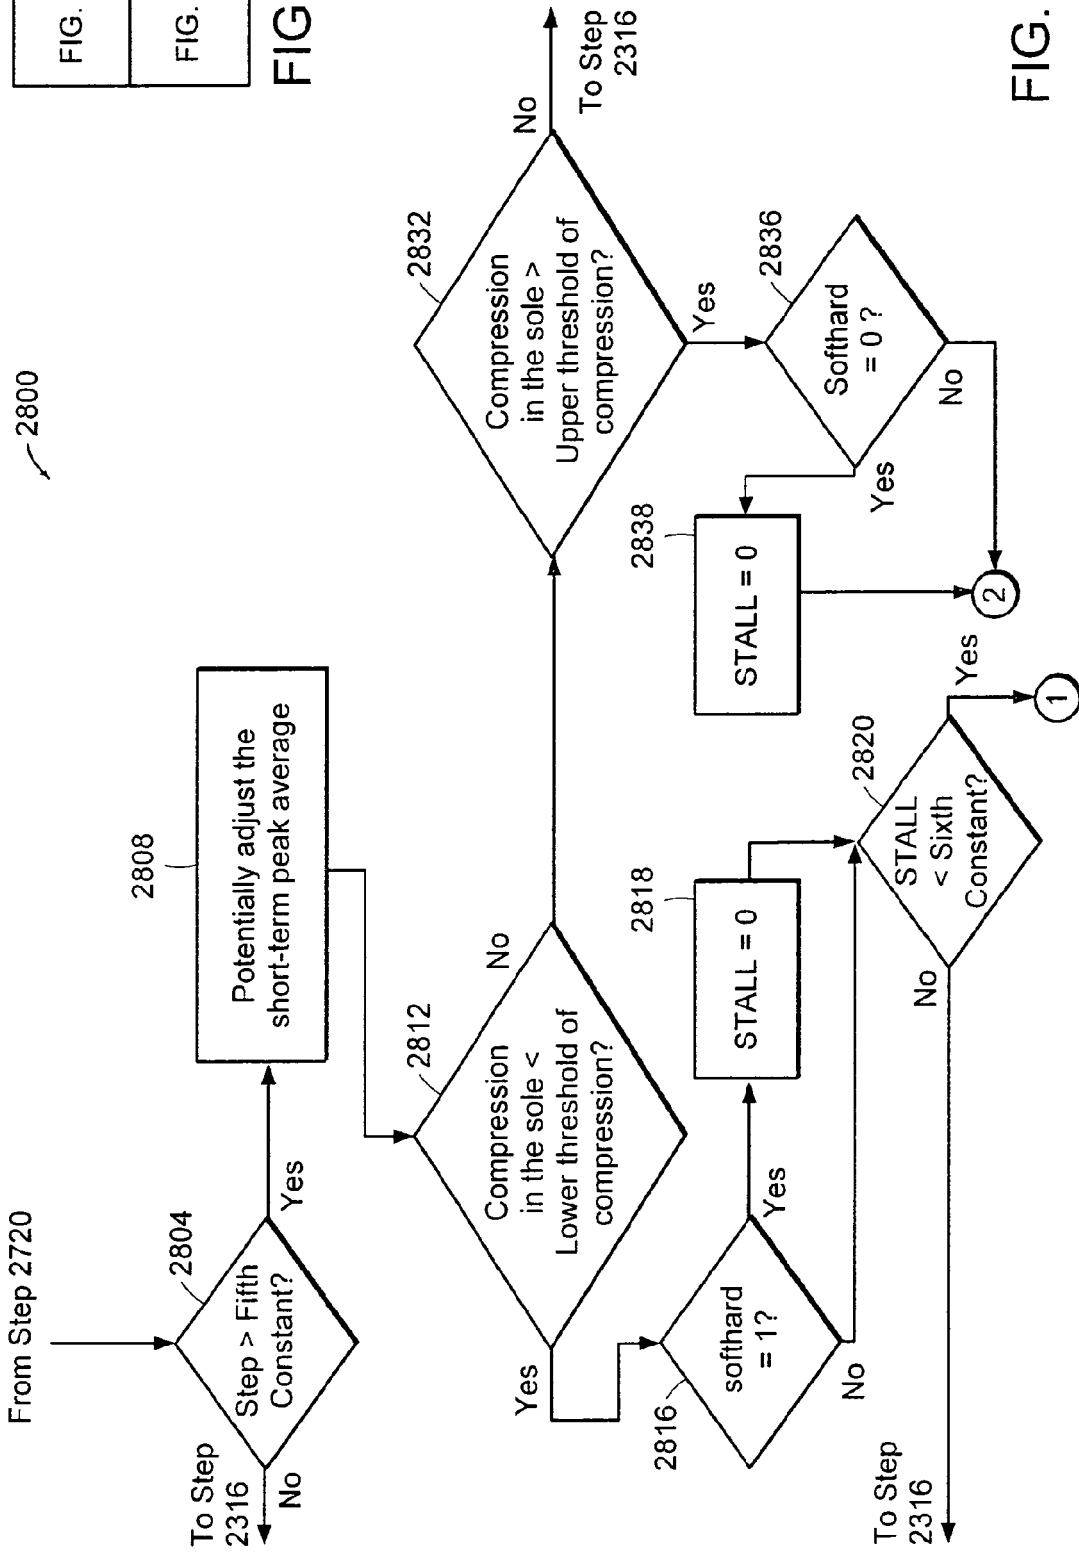 2800
FIG.
FIG.
FIG
From Step 2720
2804
Step > Fifth
Constant?
To Step
2316
No
Yes
2808
Potentially adjust the
short-term peak average
2812
Compression
in the sole <
Lower threshold of
compression?
No
Yes
2832
Compression
in the sole >
Upper threshold of
compression?
No
To Step
2316
Yes
2816
softhard
= 1?
Yes
No
2818
STALL = 0
2820
STALL
< Sixth
Constant?
No
To Step
2316
Yes
1
2836
Softhard
= 0 ?
Yes
No
2838
STALL = 0
2
FIG.